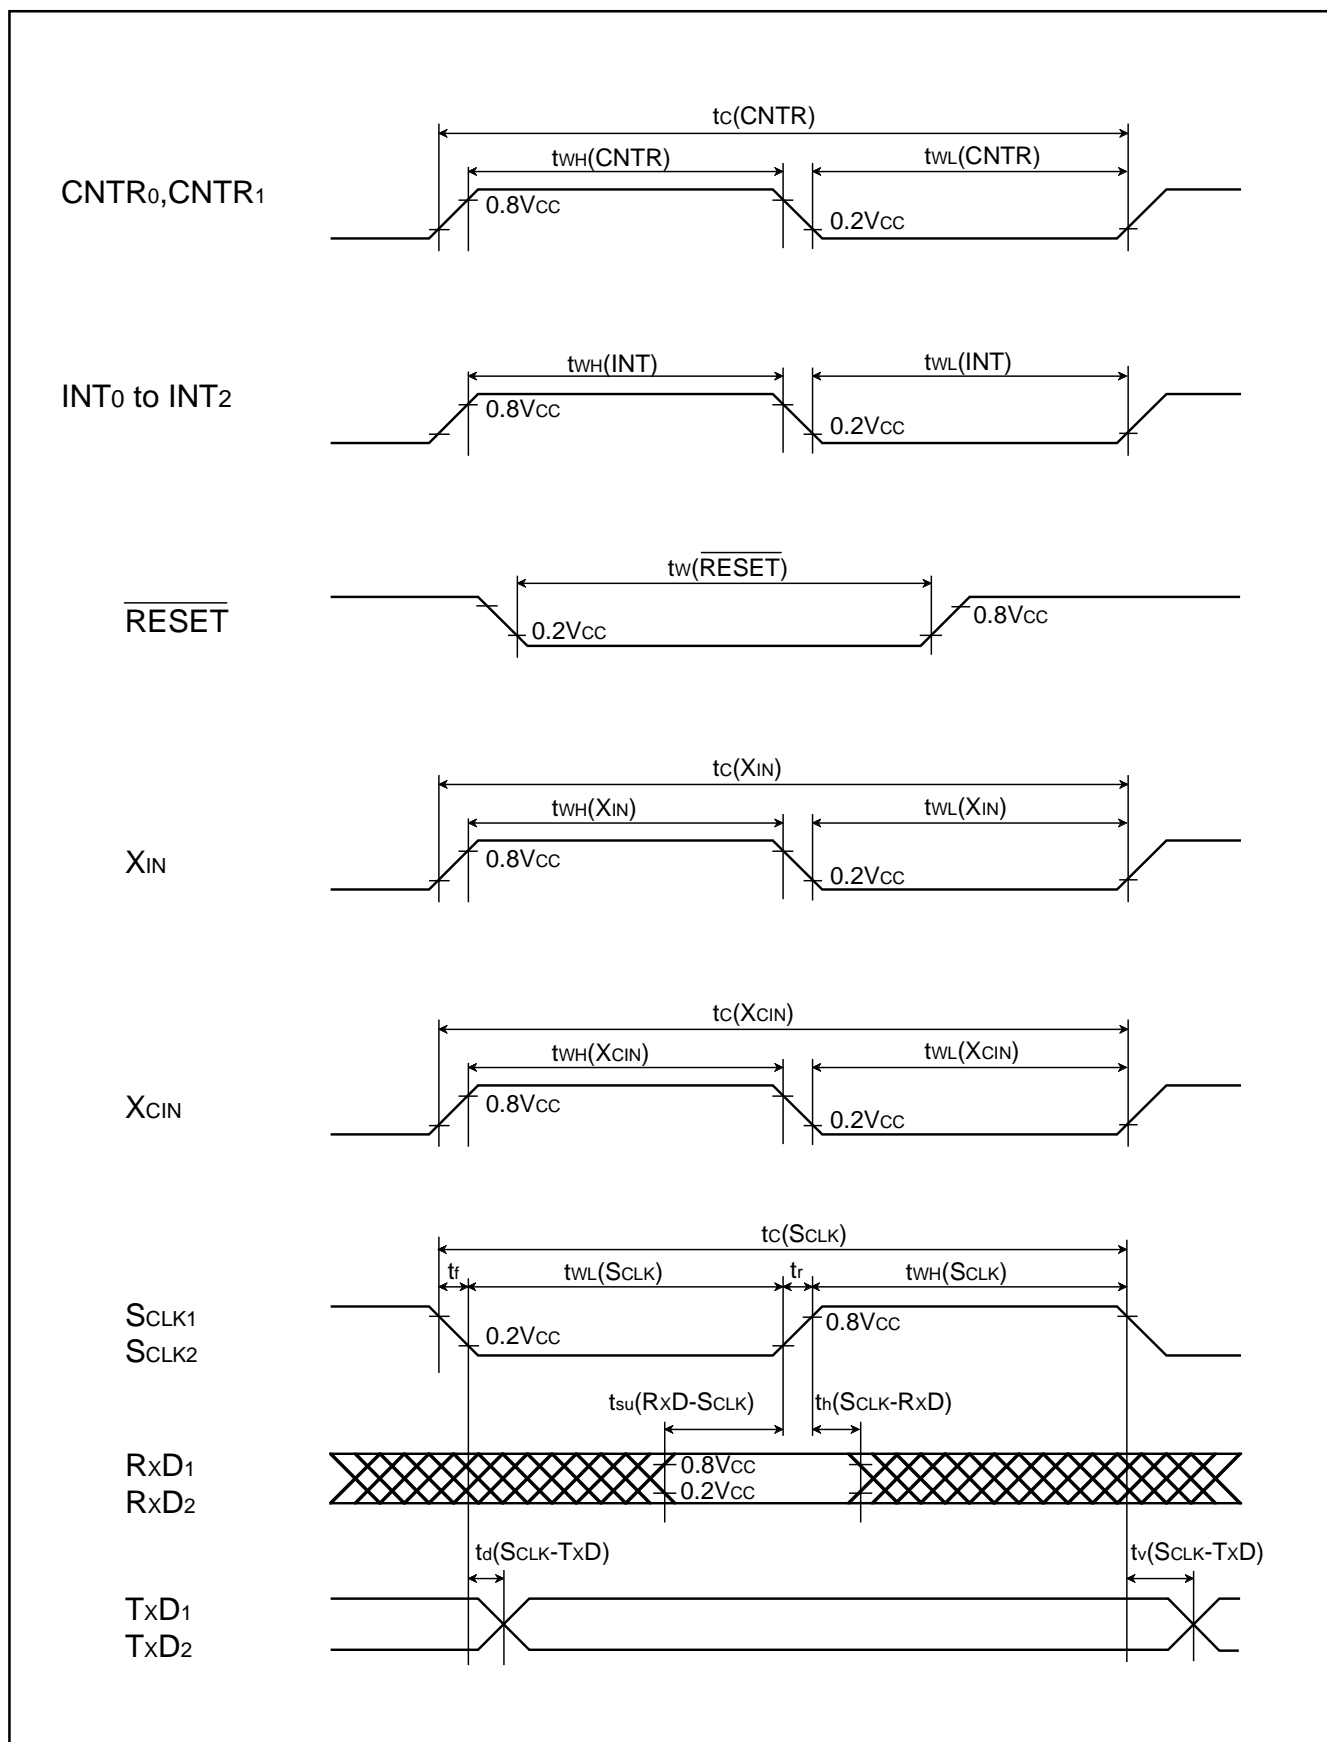 tC(CNTR)
tWH(CNTR) tWL(CNTR)
CNTR0,CNTR1
0.8VCC 0.2VCC
tWH(INT) tWL(INT)
INT0 to INT2
0.8VCC 0.2VCC
tW(RESET)
RESET
0.2VCC 0.8VCC
tC(XIN)
tWH(XIN) tWL(XIN)
XIN
0.8VCC 0.2VCC
tC(XCIN)
tWH(XCIN) tWL(XCIN)
XCIN
0.8VCC 0.2VCC
tC(SCLK)
tf tWL(SCLK) tr tWH(SCLK)
SCLK1
SCLK2
0.2VCC 0.8VCC
tsu(RXD-SCLK) th(SCLK-RXD)
RXD1
RXD2
0.8VCC
0.2VCC
td(SCLK-TXD) tv(SCLK-TXD)
TXD1
TXD2